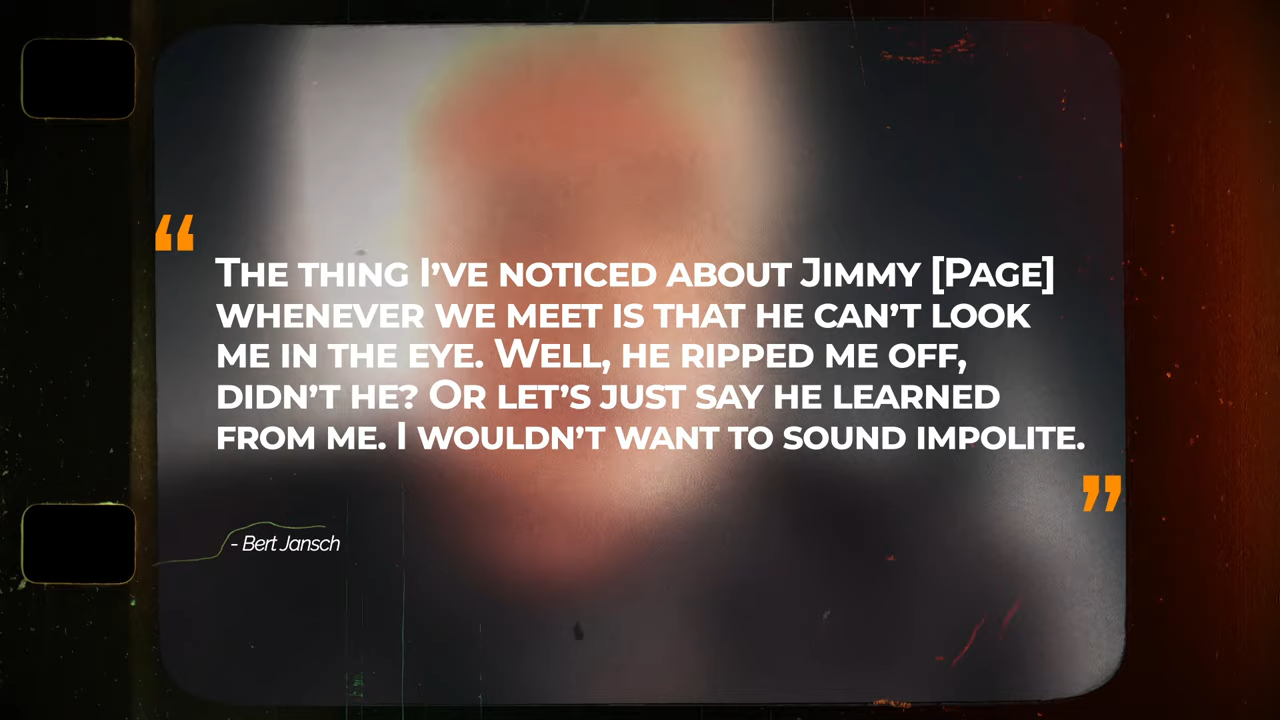 “
The thing I’ve noticed about Jimmy [Page]
whenever we meet is that he can’t look
me in the eye. Well, he ripped me off,
didn’t he? Or let’s just say he learned
from me. I wouldn’t want to sound impolite.
”
- Bert Jansch